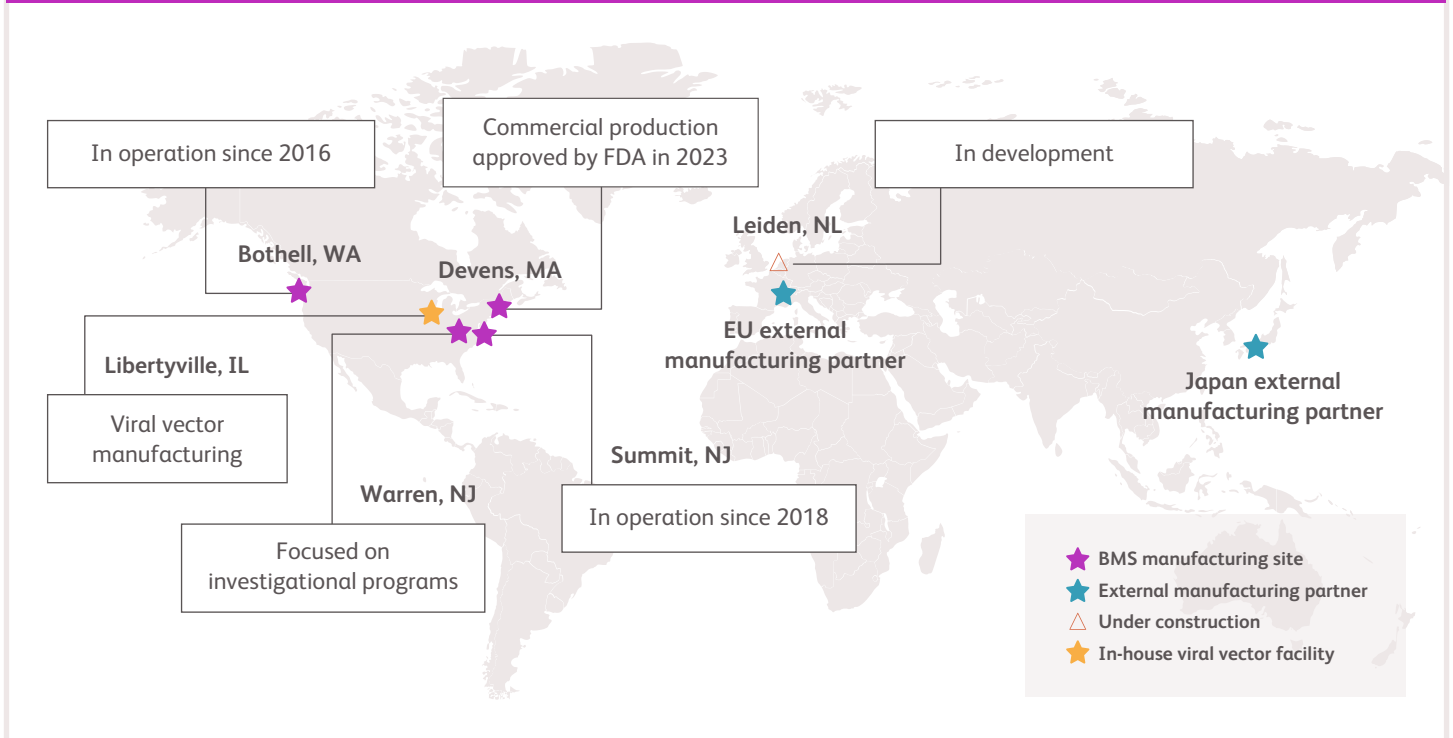 In operation since 2016
Commercial production
approved by FDA in 2023
In development
Leiden, NL
Bothell, WA
Devens, MA
EU external
manufacturing partner
Libertyville, IL
Japan external
manufacturing partner
Viral vector
manufacturing
Summit, NJ
Warren, NJ
In operation since 2018
Focused on
investigational programs
BMS manufacturing site
External manufacturing partner
Under construction
In-house viral vector facility